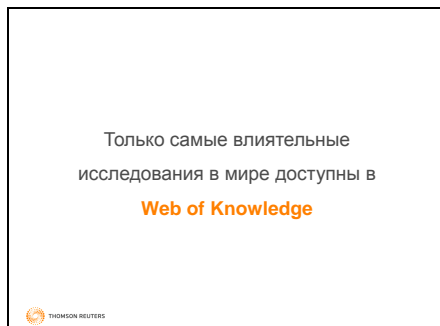 Только самые влиятельные
исследования в мире доступны в
Web of Knowledge
THOMSON REUTERS